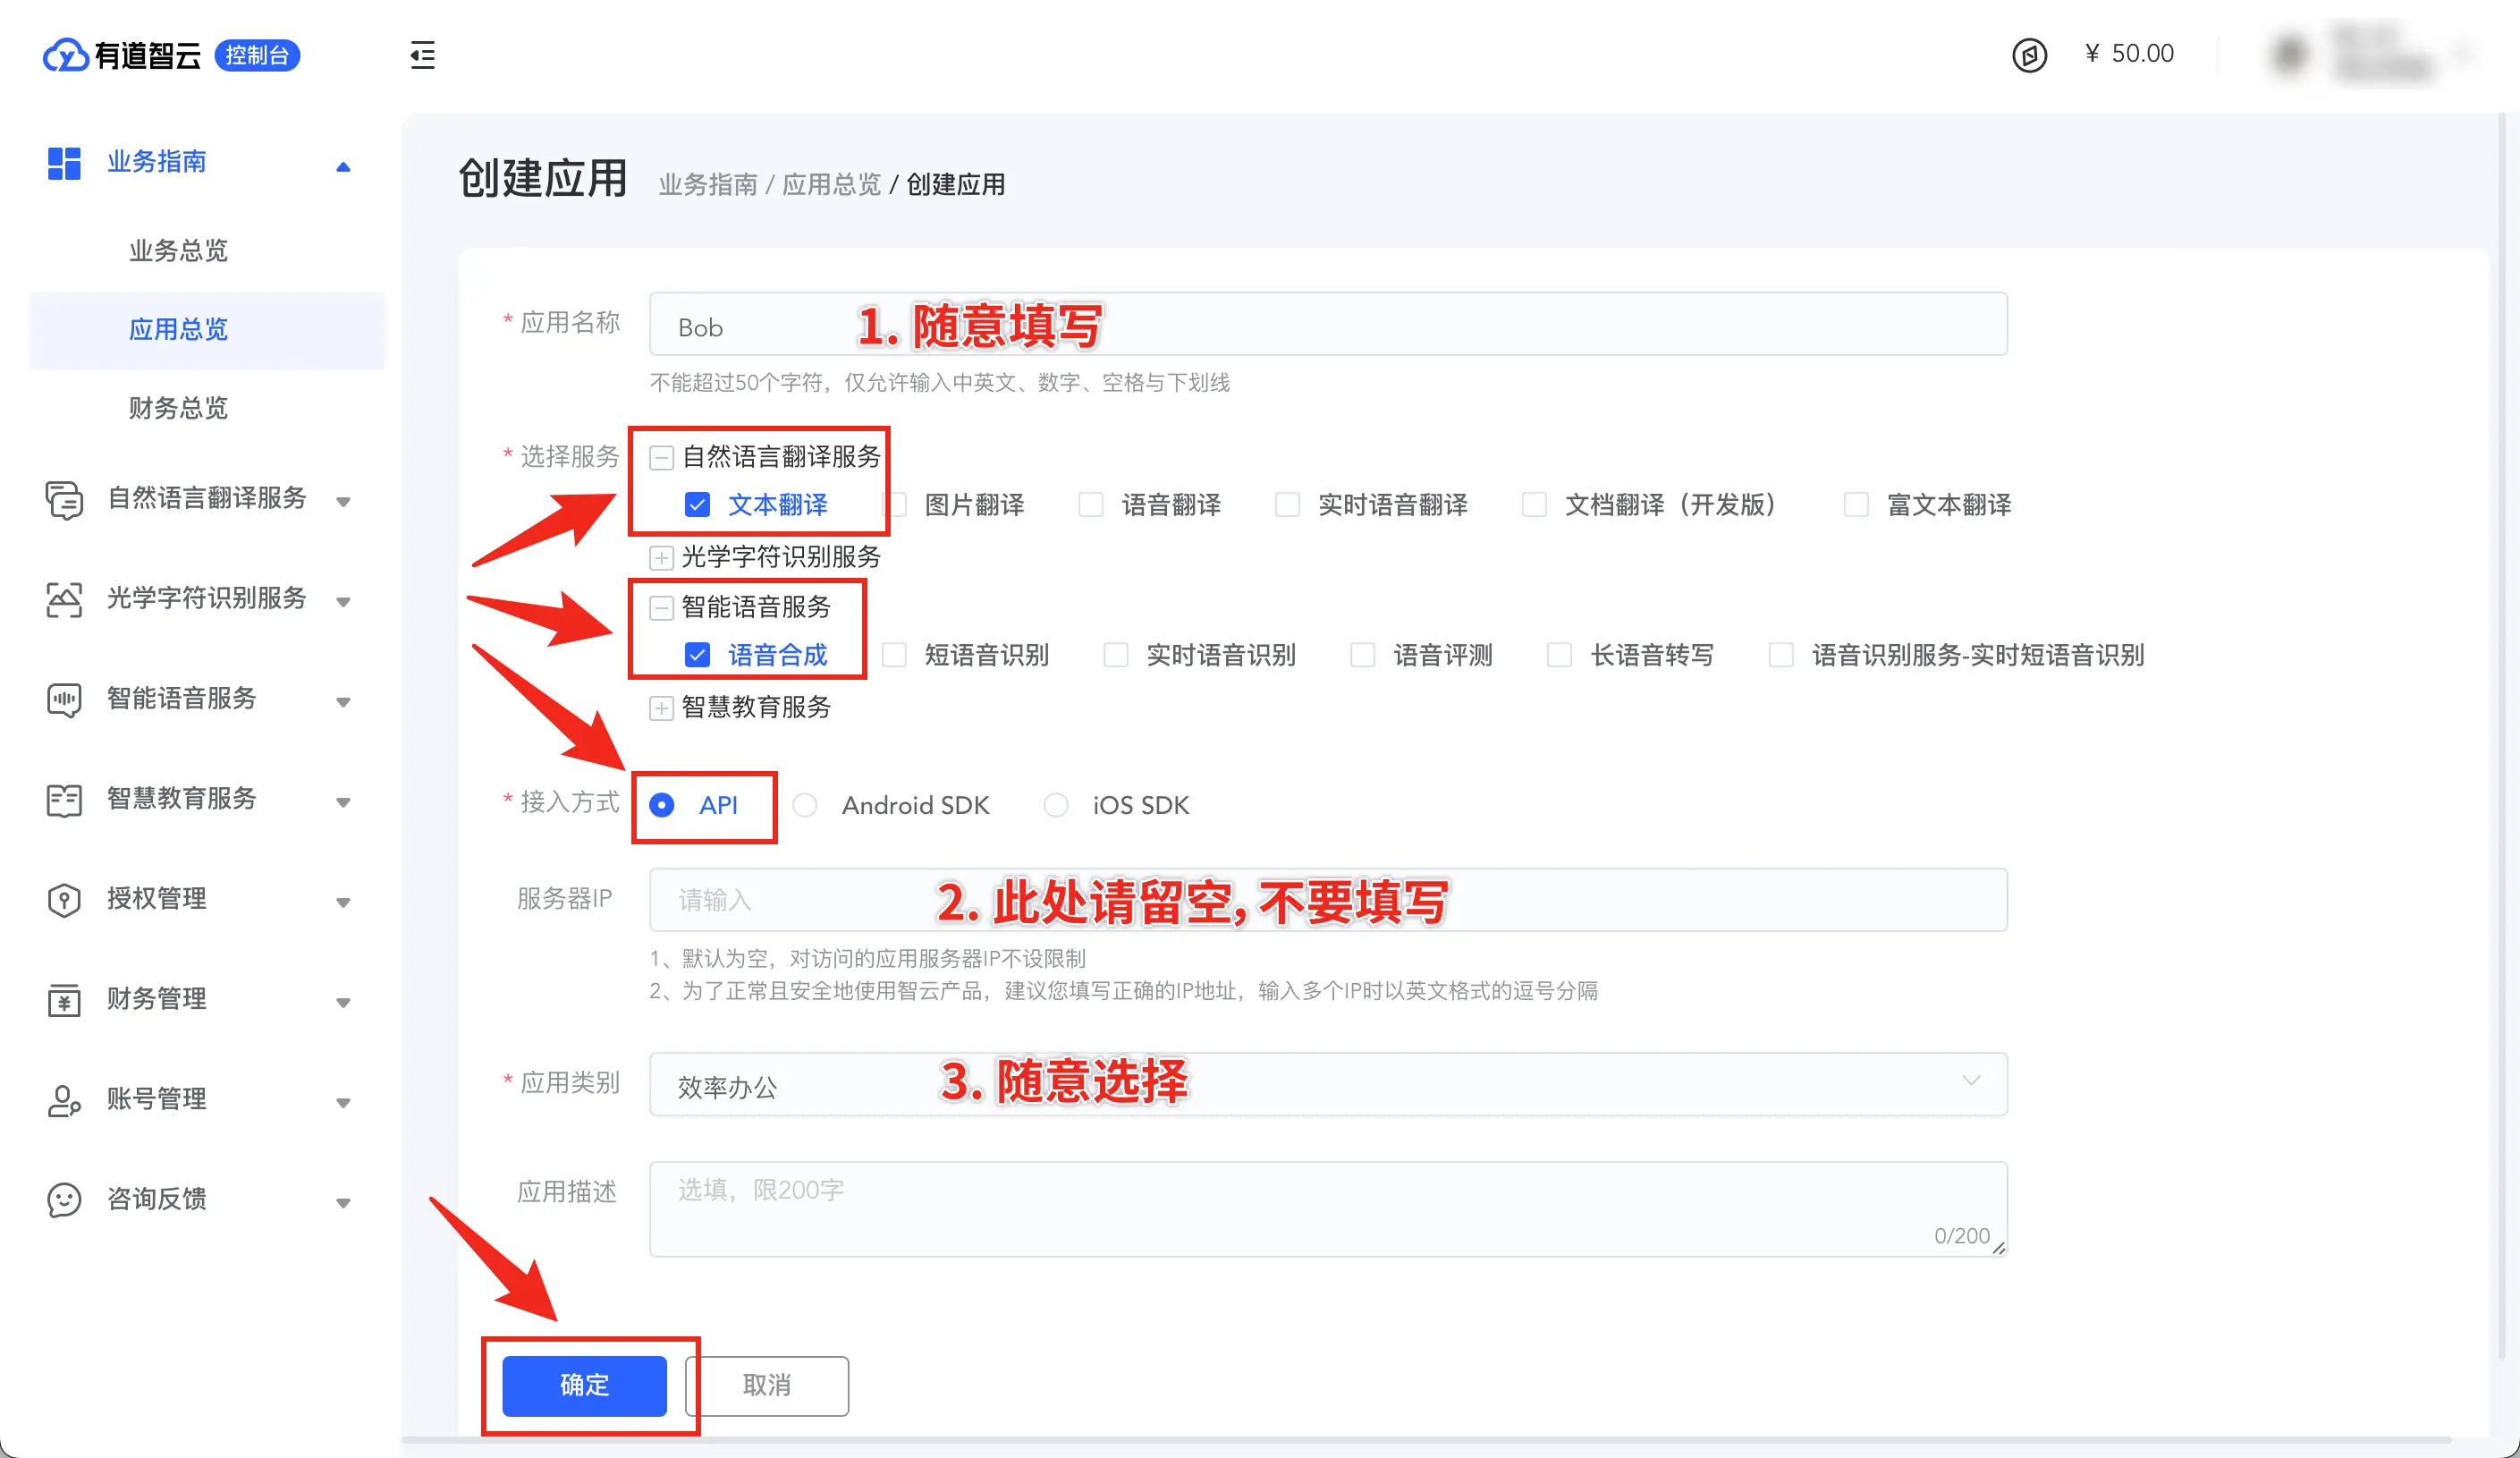 有道智云 控制台
¥ 50.00
业务指南
业务总览
应用总览
财务总览
自然语言翻译服务
光学字符识别服务
智能语音服务
智慧教育服务
授权管理
财务管理
账号管理
咨询反馈
创建应用 业务指南 / 应用总览 / 创建应用
* 应用名称 Bob 1. 随意填写
不能超过50个字符，仅允许输入中英文、数字、空格与下划线
* 选择服务 自然语言翻译服务
文本翻译 图片翻译 语音翻译 实时语音翻译 文档翻译（开发版） 富文本翻译
光学字符识别服务
智能语音服务
语音合成 短语音识别 实时语音识别 语音评测 长语音转写 语音识别服务-实时短语音识别
智慧教育服务
* 接入方式 API Android SDK iOS SDK
服务器IP 请输入 2. 此处请留空, 不要填写
1、默认为空，对访问的应用服务器IP不设限制
2、为了正常且安全地使用智云产品，建议您填写正确的IP地址，输入多个IP时以英文格式的逗号分隔
* 应用类别 效率办公 3. 随意选择
应用描述 选填，限200字
0/200
确定 取消